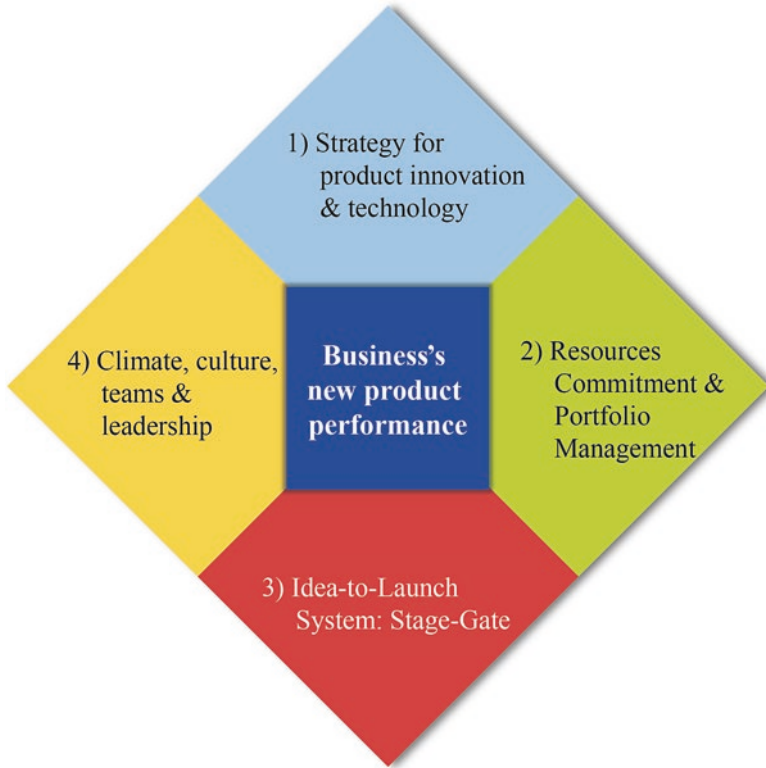 1) Strategy for
product innovation
& technology
4) Climate, culture,
teams &
leadership
Business's
new product
performance
2) Resources
Commitment &
Portfolio
Management
3) Idea-to-Launch
System: Stage-Gate